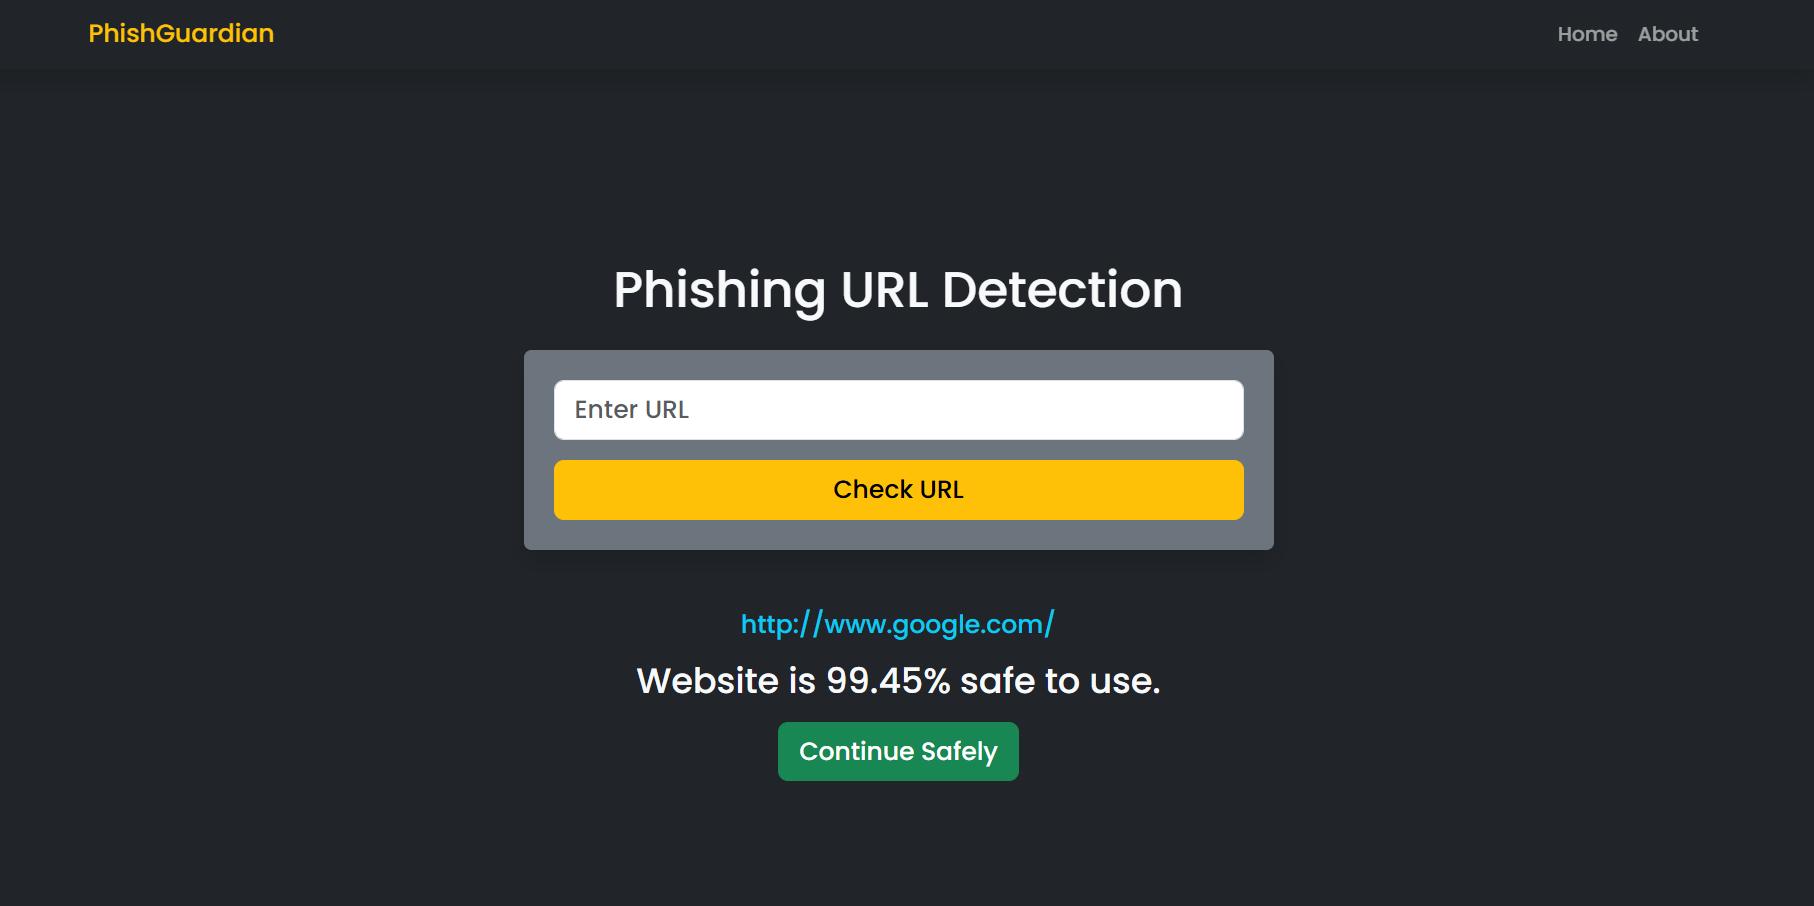 PhishGuardian
Home About
Phishing URL Detection
Enter URL
Check URL
http://www.google.com/
Website is 99.45% safe to use.
Continue Safely